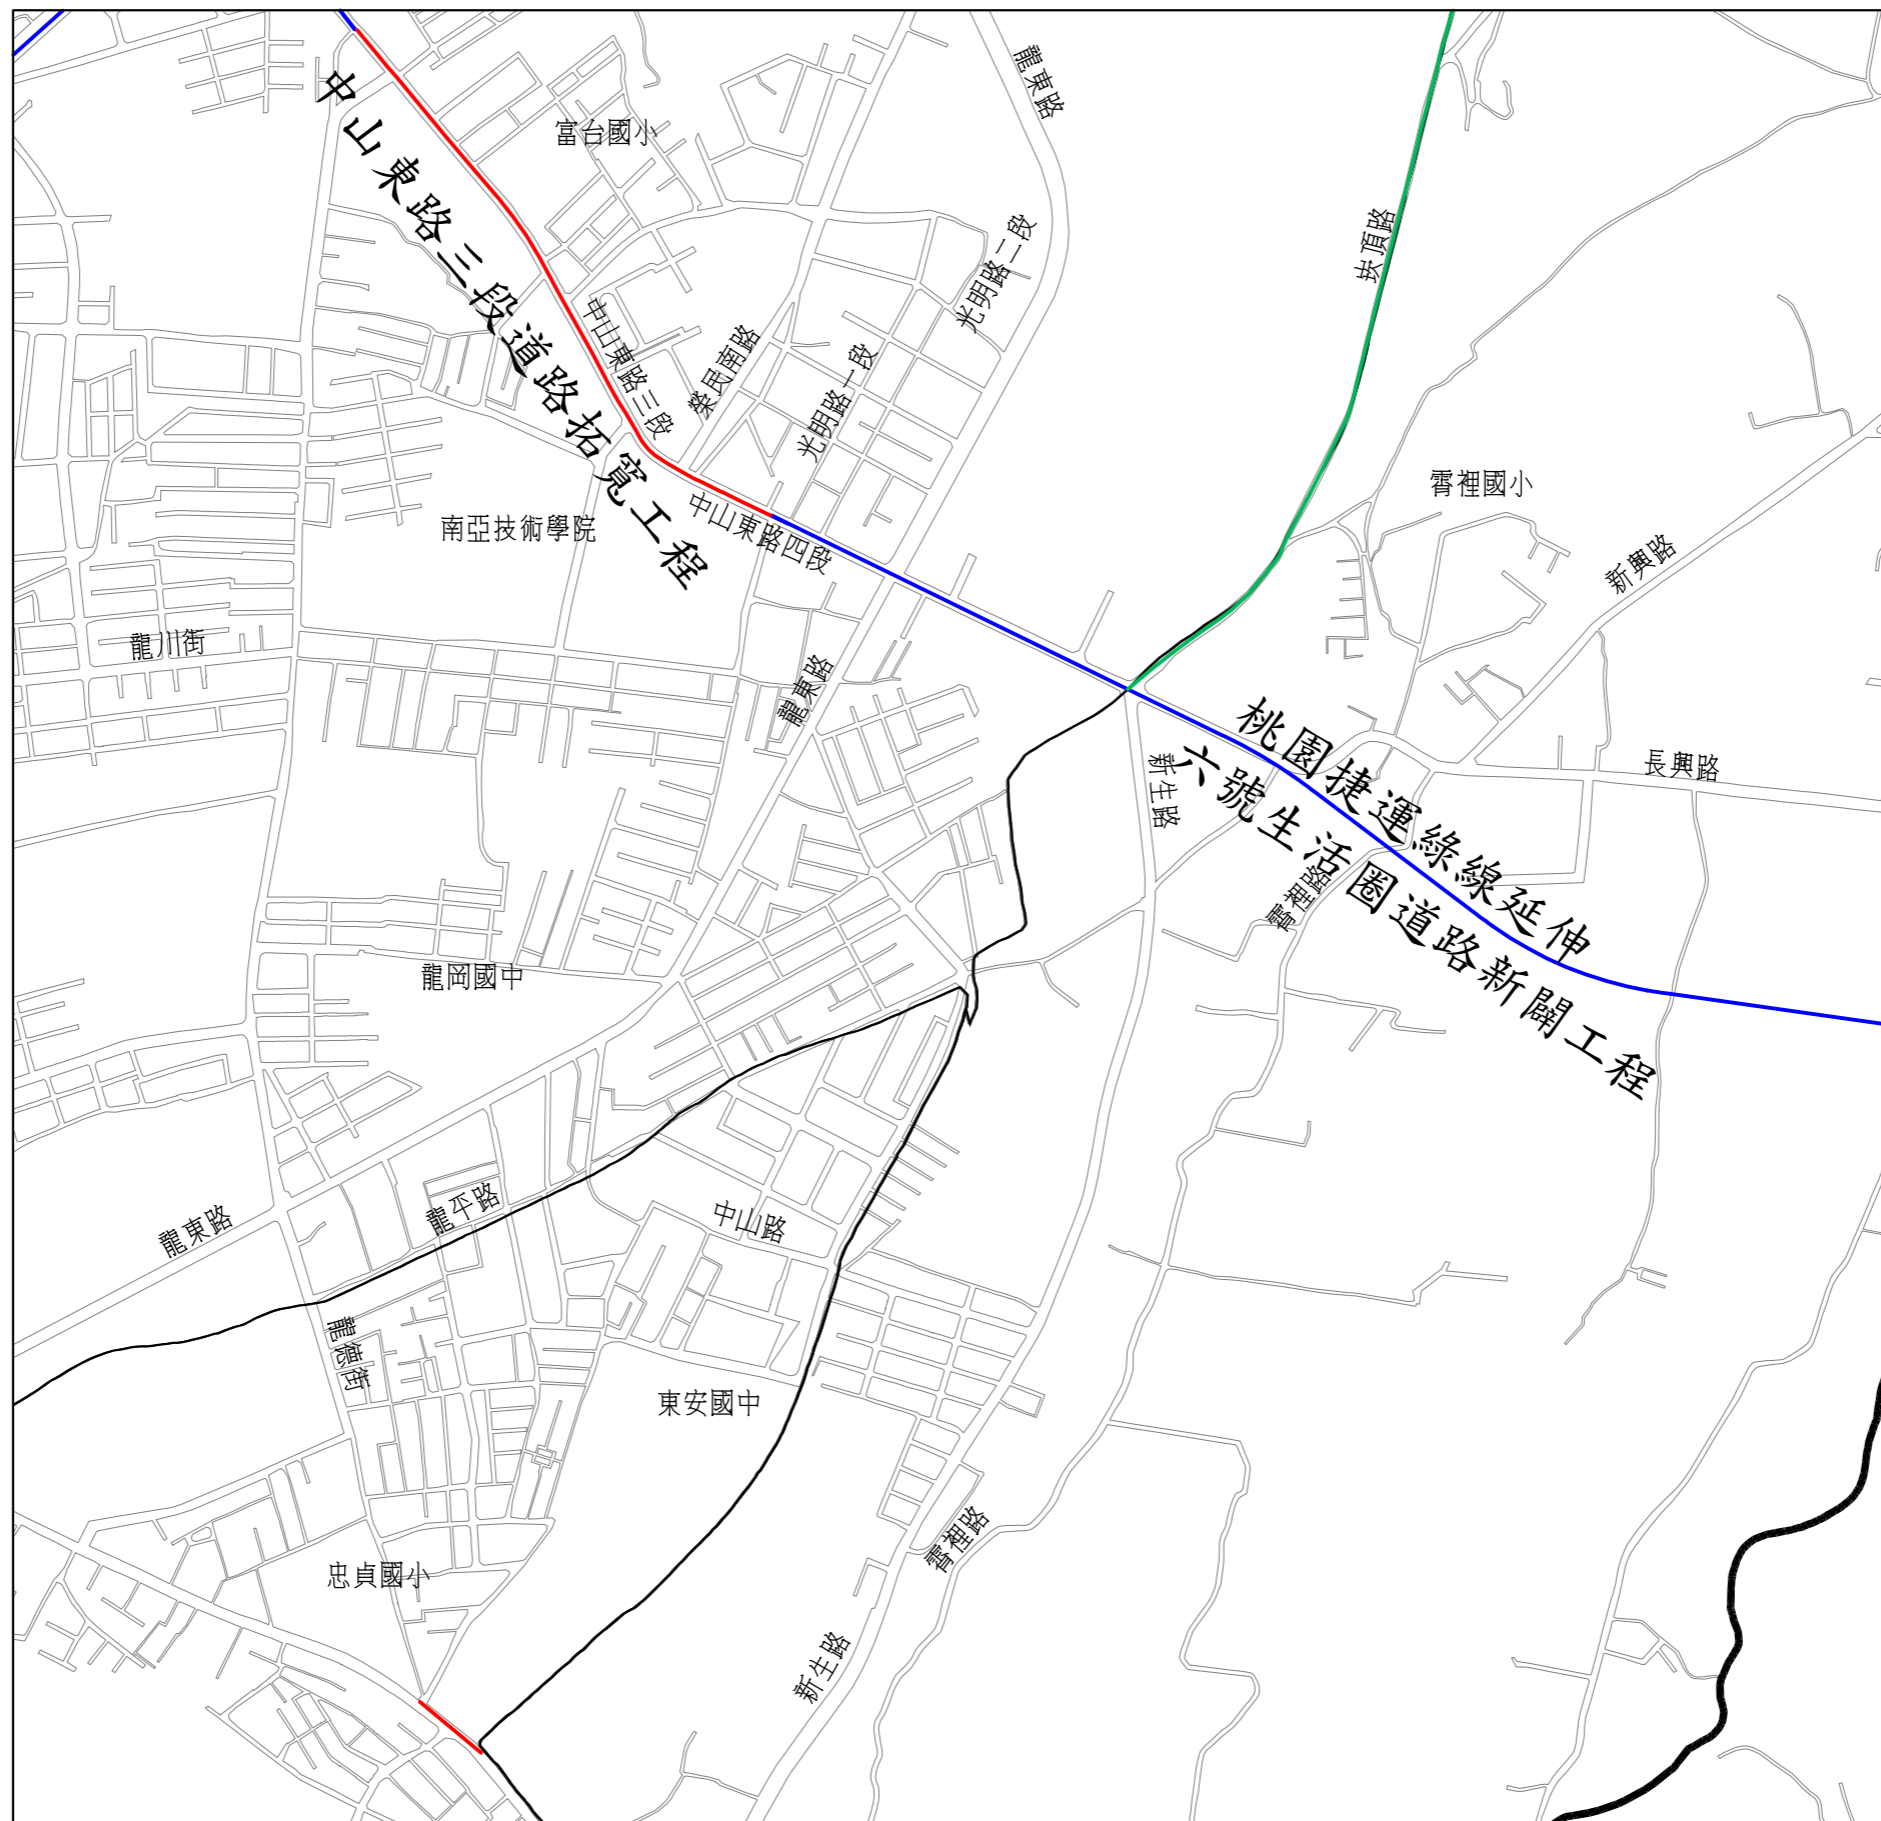 龍東路
中山東路三段道路拓寬工程
富台國小
崁頂路
光明路二段
中山東路三段
榮民南路
光明路一段
霄裡國小
中山東路四段
南亞技術學院
新興路
龍川街
龍東路
桃園捷運綠線延伸
六號生活圈道路新闢工程
新生路
長興路
霄裡路
龍岡國中
龍平路
中山路
龍東路
龍德街
東安國中
霄裡路
忠貞國小
新生路